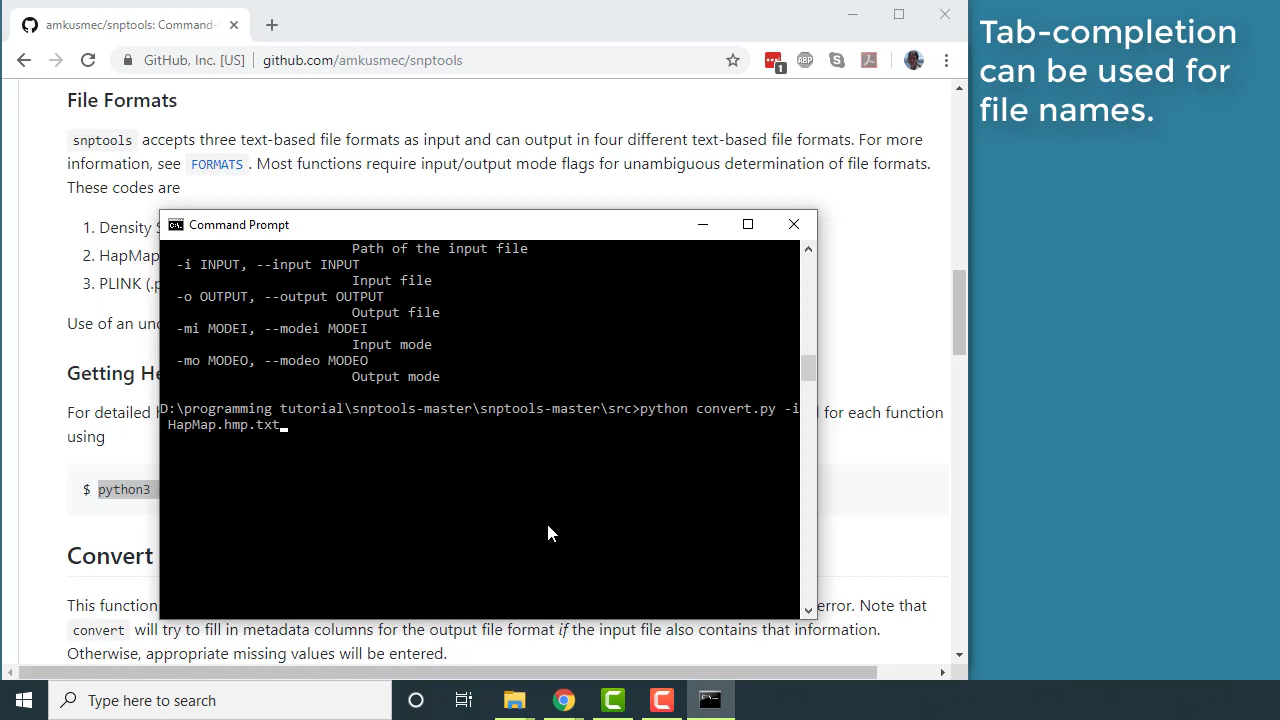 amkusmec/snptools: Command-
GitHub, Inc. [US]
github.com/amkusmec/snptools
1
ABP
Tab-completion
can be used for
file names.
File Formats
snptools accepts three text-based file formats as input and can output in four different text-based file formats. For more
information, see FORMATS . Most functions require input/output mode flags for unambiguous determination of file formats.
These codes are
1. Density
2. HapMap
3. PLINK (.p
Use of an un
Getting He
For detailed
l for each function
using
$ python3
Convert
This function
error. Note that
convert will try to fill in metadata columns for the output file format if the input file also contains that information.
Otherwise, appropriate missing values will be entered.
Command Prompt
Path of the input file
-i INPUT, --input INPUT
Input file
-o OUTPUT, --output OUTPUT
Output file
-mi MODEI, --modei MODEI
Input mode
-mo MODEO, --modeo MODEO
Output mode
D:\programming tutorial\snptools-master\snptools-master\src>python convert.py -i
HapMap.hmp.txt
Type here to search